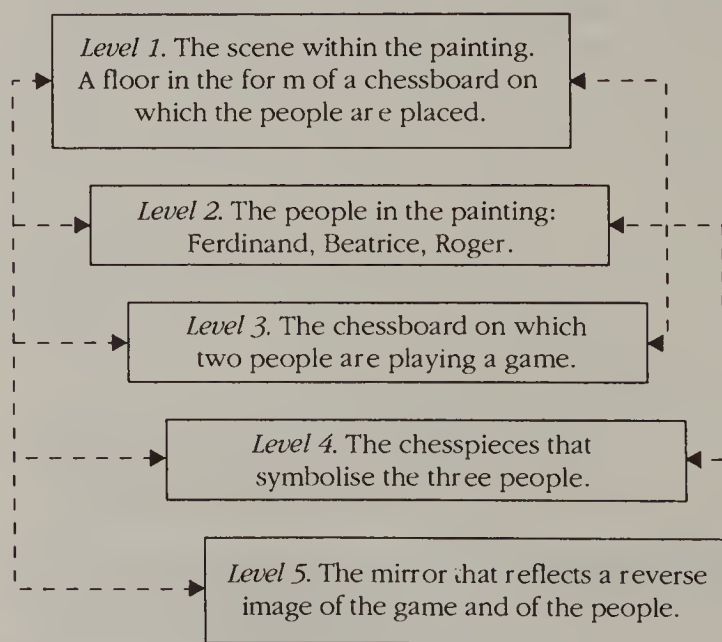 Level 1. The scene within the painting.
A floor in the for m of a chessboard on
which the people ar e placed.
Level 2. The people in the painting:
Ferdinand, Beatrice, Roger.
Level 3. The chessboard on which
two people are playing a game.
Level 4. The chesspieces that
symbolise the three people.
Level 5. The mirror that reflects a reverse
image of the game and of the people.